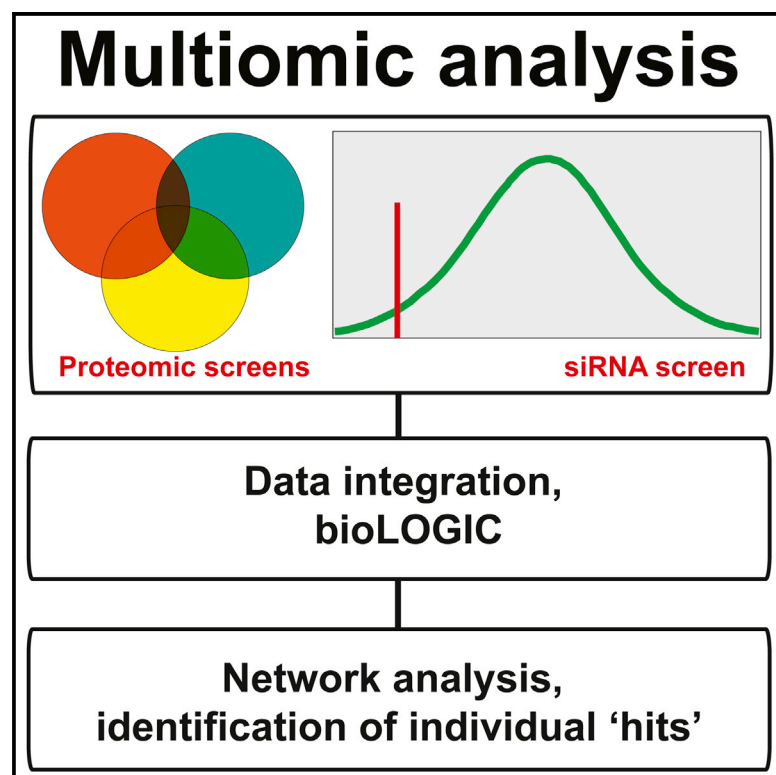 Multiomic analysis
Proteomic screens
siRNA screen
Data integration,
bioLOGIC
Network analysis,
identification of individual ‘hits’